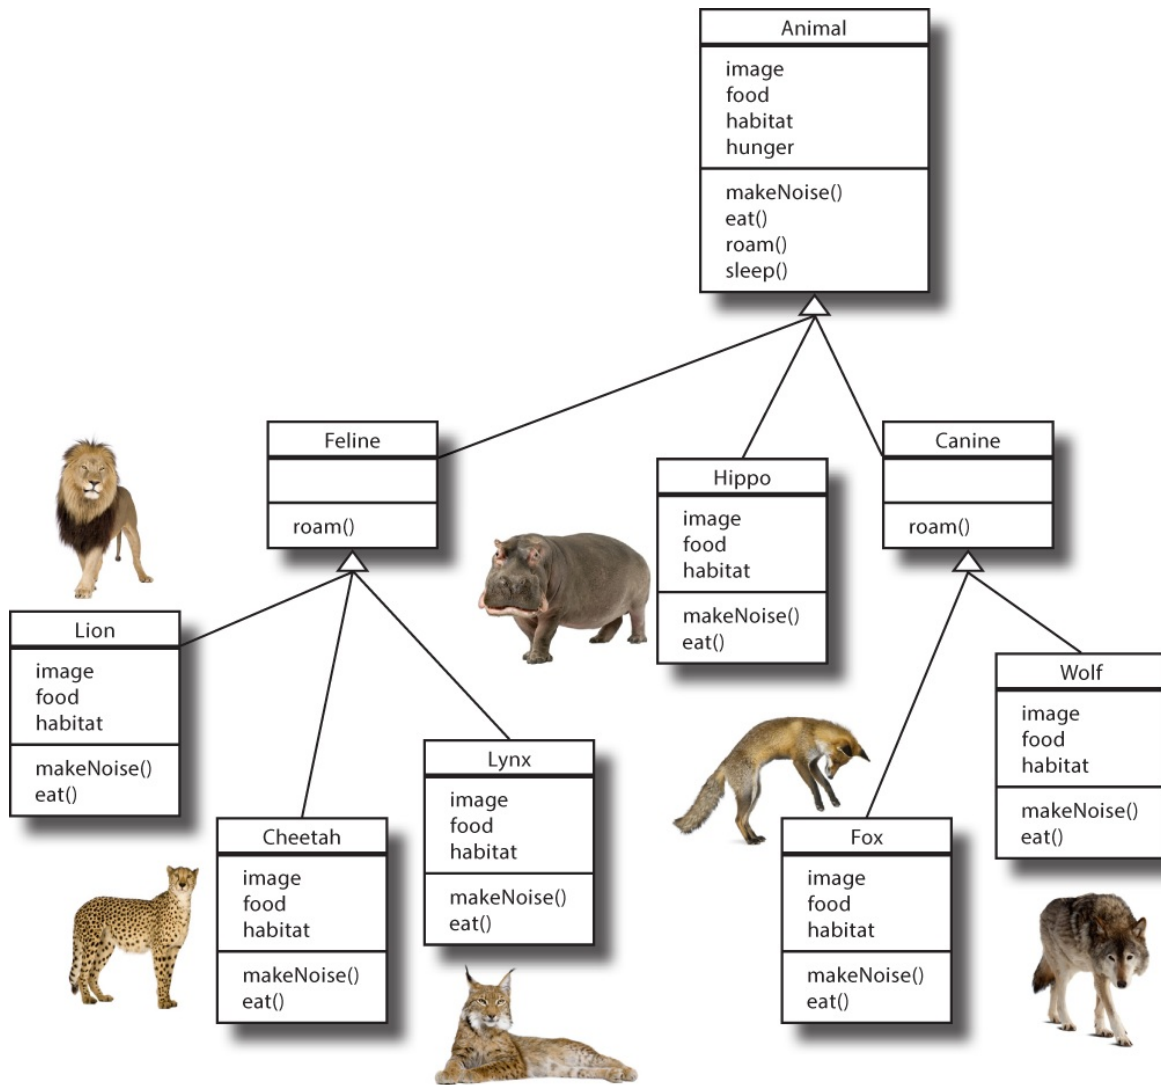 Animal
image
food
habitat
hunger
makeNoise()
eat()
roam()
sleep()
Feline
roam()
Hippo
image
food
habitat
makeNoise()
eat()
Canine
roam()
Lion
image
food
habitat
makeNoise()
eat()
Cheetah
image
food
habitat
makeNoise()
eat()
Lynx
image
food
habitat
makeNoise()
eat()
Fox
image
food
habitat
makeNoise()
eat()
Wolf
image
food
habitat
makeNoise()
eat()